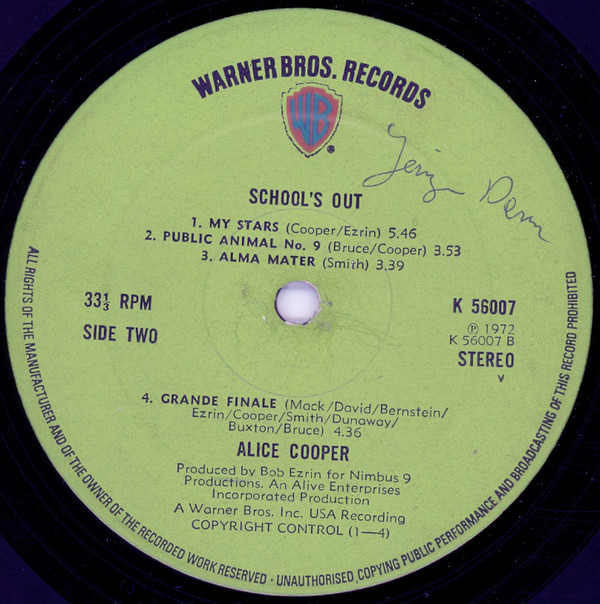 WARNER BROS. RECORDS
WB
SCHOOL'S OUT
1. MY STARS (Cooper/Ezrin) 5.46
2. PUBLIC ANIMAL No. 9 (Bruce/Cooper) 3.53
3. ALMA MATER (Smith) 3.39
33⅓ RPM
SIDE TWO
K 56007
Ⓟ 1972
K 56007 B
STEREO
v
4. GRANDE FINALE (Mack/David/Bernstein/
Ezrin/Cooper/Smith/Dunaway/
Buxton/Bruce) 4.36
ALICE COOPER
Produced by Bob Ezrin for Nimbus 9
Productions. An Alive Enterprises
Incorporated Production
A Warner Bros. Inc. USA Recording
COPYRIGHT CONTROL (1—4)
ALL RIGHTS OF THE MANUFACTURER AND OF THE OWNER OF THE RECORDED WORK RESERVED · UNAUTHORISED, COPYING PUBLIC PERFORMANCE AND BROADCASTING OF THIS RECORD PROHIBITED